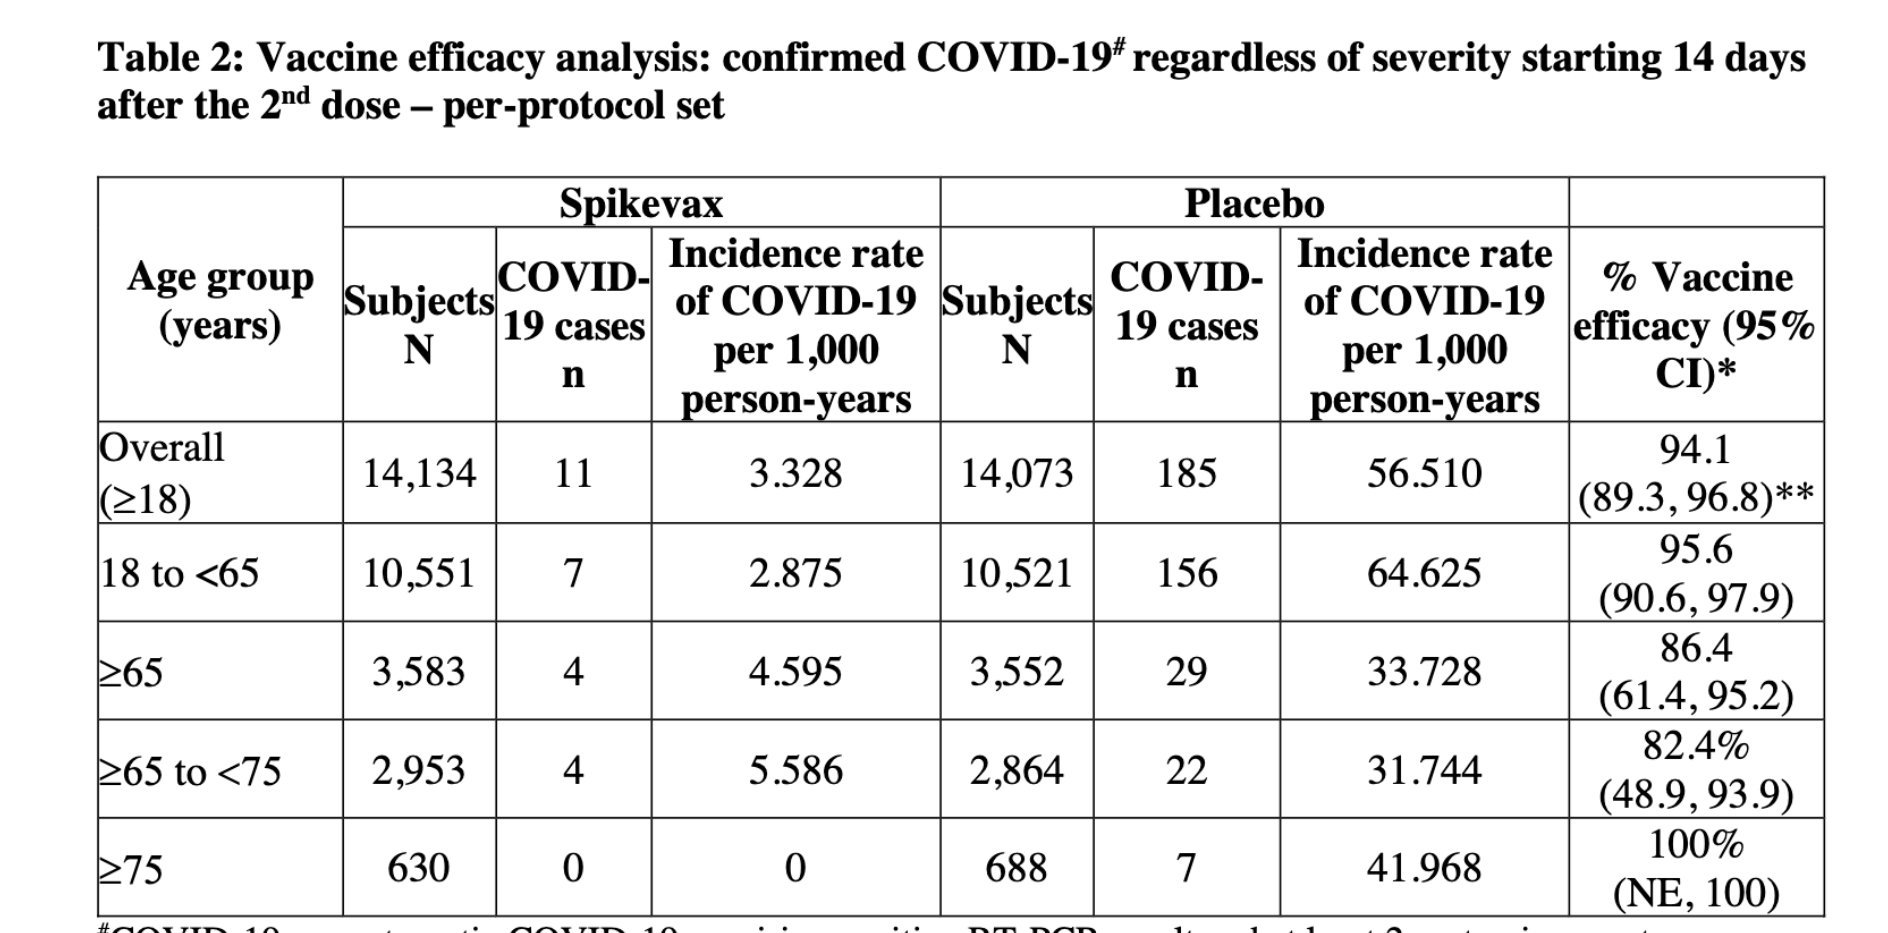 Table 2: Vaccine efficacy analysis: confirmed COVID-19# regardless of severity starting 14 days
after the 2nd dose – per-protocol set
Spikevax Placebo
Age group
(years)
Subjects
N
COVID-
19 cases
n
Incidence rate
of COVID-19
per 1,000
person-years
Subjects
N
COVID-
19 cases
n
Incidence rate
of COVID-19
per 1,000
person-years
% Vaccine
efficacy (95%
CI)*
Overall
(≥18)
14,134 11 3.328 14,073 185 56.510
94.1
(89.3, 96.8)**
18 to <65 10,551 7 2.875 10,521 156 64.625
95.6
(90.6, 97.9)
≥65 3,583 4 4.595 3,552 29 33.728
86.4
(61.4, 95.2)
≥65 to <75 2,953 4 5.586 2,864 22 31.744
82.4%
(48.9, 93.9)
≥75 630 0 0 688 7 41.968
100%
(NE, 100)